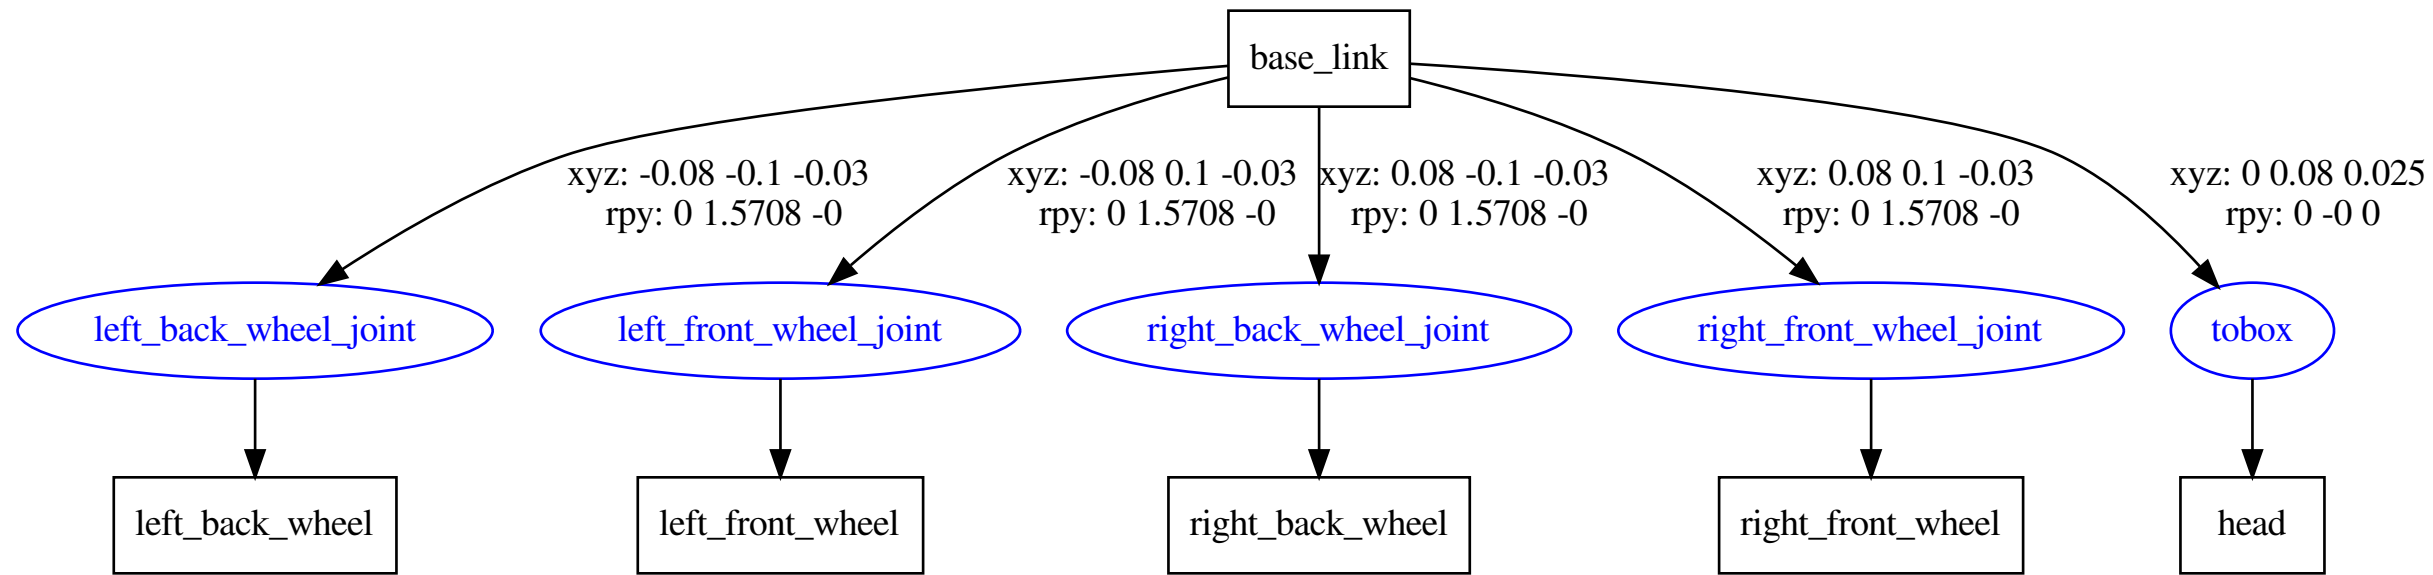 base_link
xyz: -0.08 -0.1 -0.03
rpy: 0 1.5708 -0
xyz: -0.08 0.1 -0.03
rpy: 0 1.5708 -0
xyz: 0.08 -0.1 -0.03
rpy: 0 1.5708 -0
xyz: 0.08 0.1 -0.03
rpy: 0 1.5708 -0
xyz: 0 0.08 0.025
rpy: 0 -0 0
left_back_wheel_joint
left_front_wheel_joint
right_back_wheel_joint
right_front_wheel_joint
tobox
left_back_wheel
left_front_wheel
right_back_wheel
right_front_wheel
head